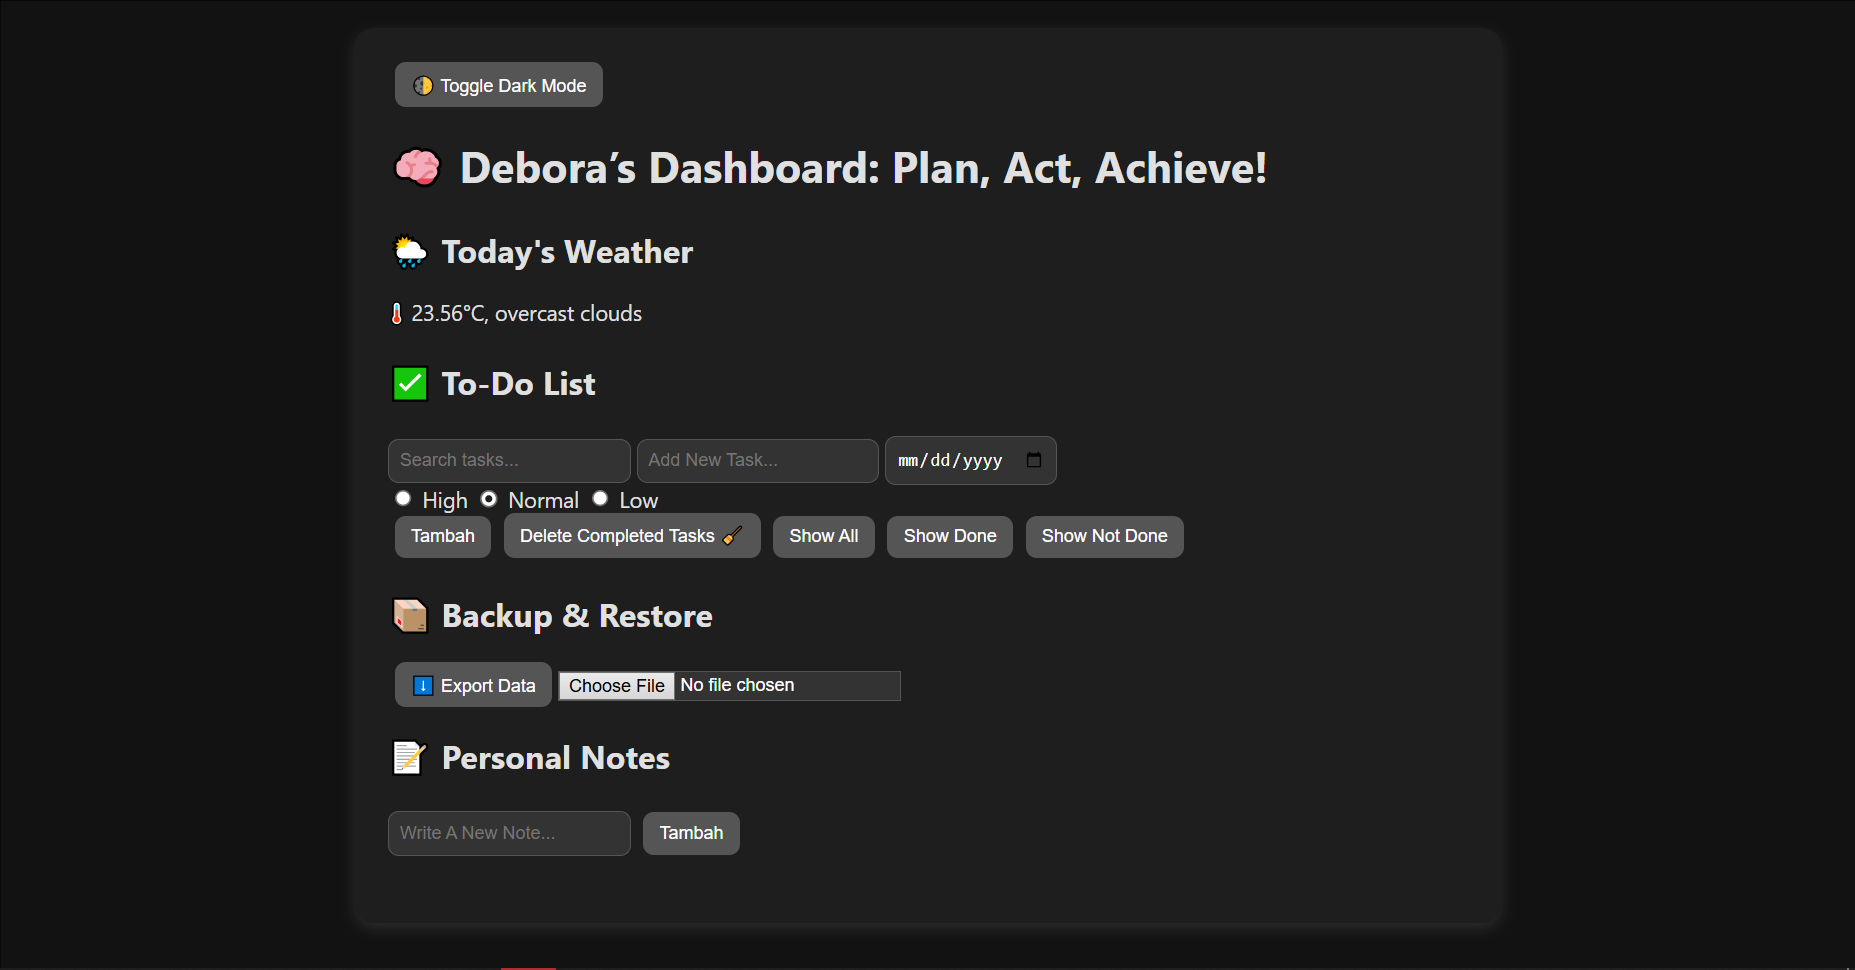 Toggle Dark Mode
Debora’s Dashboard: Plan, Act, Achieve!
Today's Weather
23.56°C, overcast clouds
To-Do List
Search tasks... Add New Task... mm/dd/yyyy
High Normal Low
Tambah Delete Completed Tasks Show All Show Done Show Not Done
Backup & Restore
Export Data Choose File No file chosen
Personal Notes
Write A New Note... Tambah